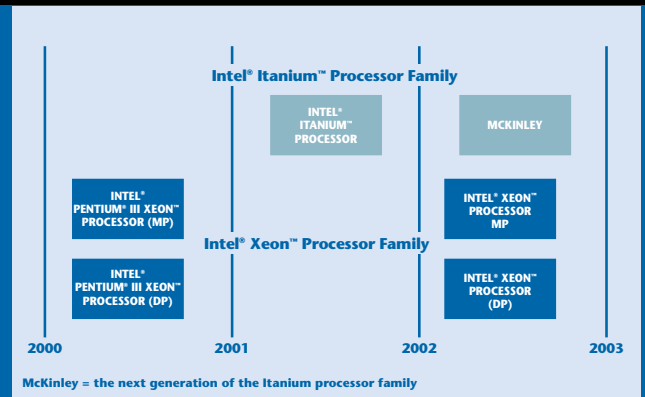 Intel® Itanium™ Processor Family
INTEL®
ITANIUM™
PROCESSOR
MCKINLEY
INTEL®
PENTIUM® III XEON™
PROCESSOR (MP)
INTEL® XEON™
PROCESSOR
MP
Intel® Xeon™ Processor Family
INTEL®
PENTIUM® III XEON™
PROCESSOR (DP)
INTEL® XEON™
PROCESSOR
(DP)
2000 2001 2002 2003
McKinley = the next generation of the Itanium processor family